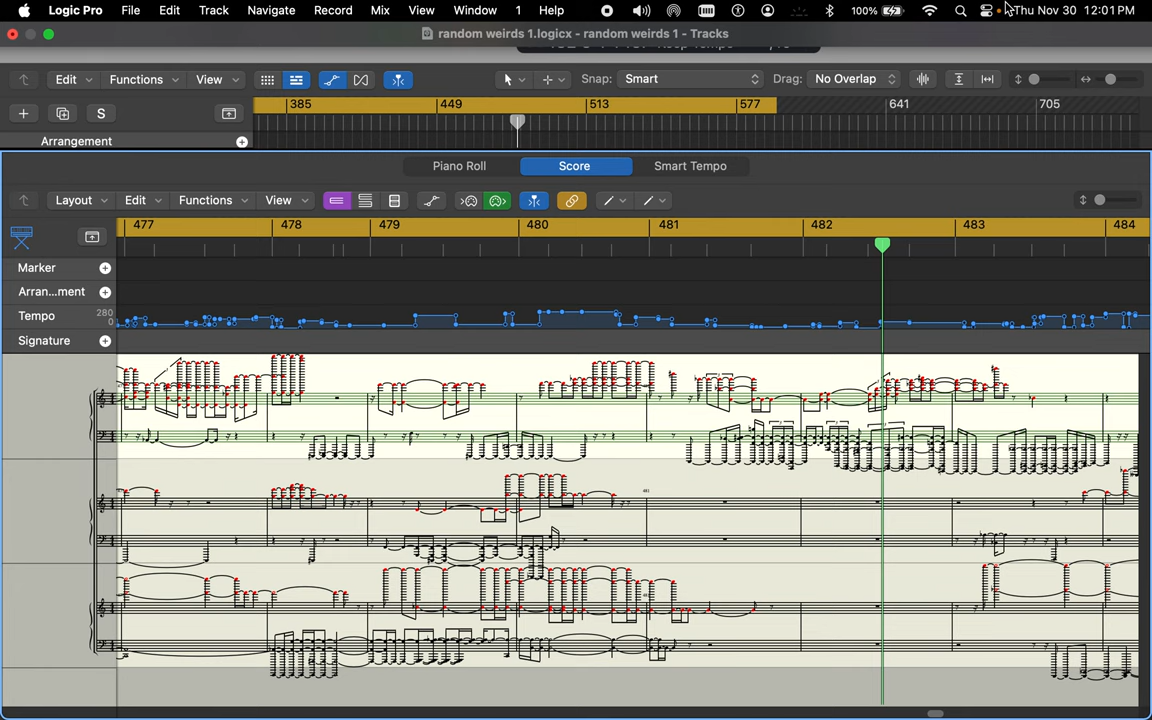 Logic Pro File Edit Track Navigate Record Mix View Window 1 Help 100% Thu Nov 30 12:01 PM
random weirds 1.logicx - random weirds 1 - Tracks
Edit Functions View Snap: Smart Drag: No Overlap
385 449 513 577 641 705
S
Arrangement
Piano Roll Score Smart Tempo
Layout Edit Functions View
477 478 479 480 481 482 483 484
Marker
Arran...ment
Tempo 280
0
Signature